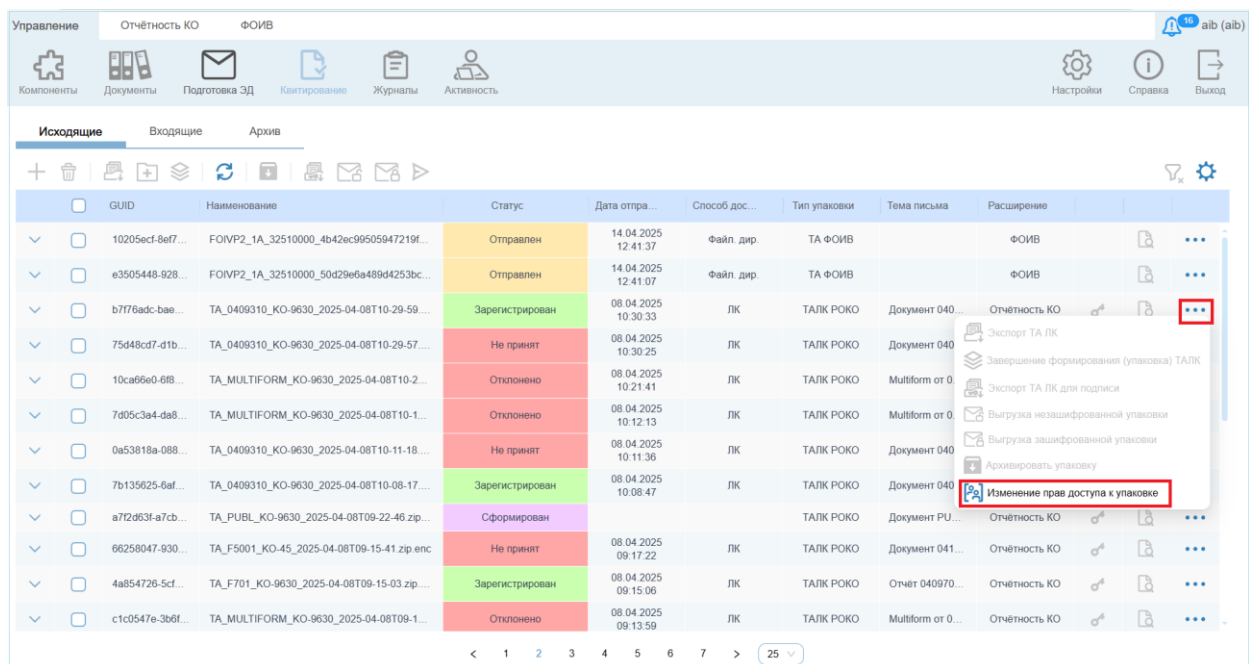 Управление Отчётность КО ФОИВ 16 aib (aib)
Компоненты Документы Подготовка ЭД Квитирование Журналы Активность Настройки Справка Выход
Исходящие Входящие Архив
GUID Наименование Статус Дата отпра... Способ дос... Тип упаковки Тема письма Расширение
10205ecf-8ef7... FOIVP2_1A_32510000_4b42ec99505947219f... Отправлен 14.04.2025 12:41:37 Файл. дир. ТА ФОИВ ФОИВ
e3505448-928... FOIVP2_1A_32510000_50d29e6a489d4253bc... Отправлен 14.04.2025 12:41:07 Файл. дир. ТА ФОИВ ФОИВ
b7f76adc-bae... TA_0409310_KO-9630_2025-04-08T10-29-59.... Зарегистрирован 08.04.2025 10:30:33 ЛК ТАЛК РОКО Документ 040... Отчётность КО
Экспорт ТА ЛК
75d48cd7-d1b... TA_0409310_KO-9630_2025-04-08T10-29-57.... Не принят 08.04.2025 10:30:25 ЛК ТАЛК РОКО Документ 040
Завершение формирования (упаковка) ТАЛК
10ca66e0-6f8... TA_MULTIFORM_KO-9630_2025-04-08T10-2... Отклонено 08.04.2025 10:21:41 ЛК ТАЛК РОКО Multiform от 0
Экспорт ТА ЛК для подписи
7d05c3a4-da8... TA_MULTIFORM_KO-9630_2025-04-08T10-1... Отклонено 08.04.2025 10:12:13 ЛК ТАЛК РОКО Multiform от 0
Выгрузка незашифрованной упаковки
0a53818a-088... TA_0409310_KO-9630_2025-04-08T10-11-18.... Не принят 08.04.2025 10:11:36 ЛК ТАЛК РОКО Документ 040
Выгрузка зашифрованной упаковки
Архивировать упаковку
7b135625-6af... TA_0409310_KO-9630_2025-04-08T10-08-17.... Зарегистрирован 08.04.2025 10:08:47 ЛК ТАЛК РОКО Документ 040
Изменение прав доступа к упаковке
a7f2d63f-a7cb... TA_PUBL_KO-9630_2025-04-08T09-22-46.zip... Сформирован ТАЛК РОКО Документ PU... Отчётность КО
66258047-930... TA_F5001_KO-45_2025-04-08T09-15-41.zip.enc Не принят 08.04.2025 09:17:22 ЛК ТАЛК РОКО Документ 041... Отчётность КО
4a854726-5cf... TA_F701_KO-9630_2025-04-08T09-15-03.zip.... Зарегистрирован 08.04.2025 09:15:06 ЛК ТАЛК РОКО Отчёт 040970... Отчётность КО
c1c0547e-3b6f... TA_MULTIFORM_KO-9630_2025-04-08T09-1... Отклонено 08.04.2025 09:13:59 ЛК ТАЛК РОКО Multiform от 0... Отчётность КО
< 1 2 3 4 5 6 7 > 25